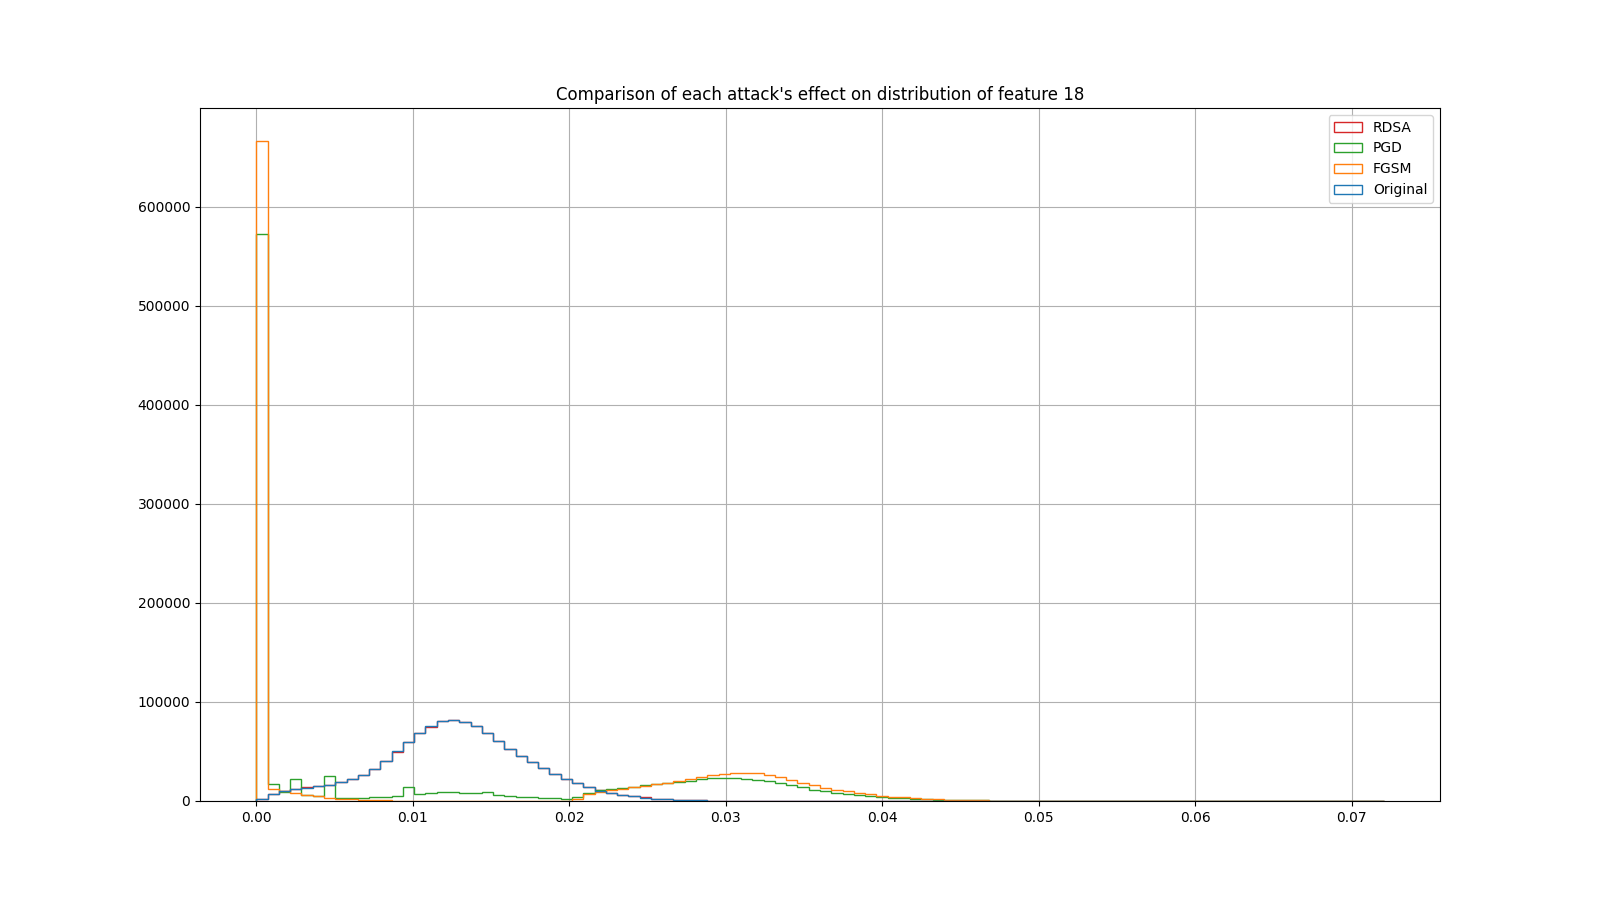 Comparison of each attack's effect on distribution of feature 18
RDSA
PGD
FGSM
Original
600000
500000
400000
300000
200000
100000
0
0.00 0.01 0.02 0.03 0.04 0.05 0.06 0.07